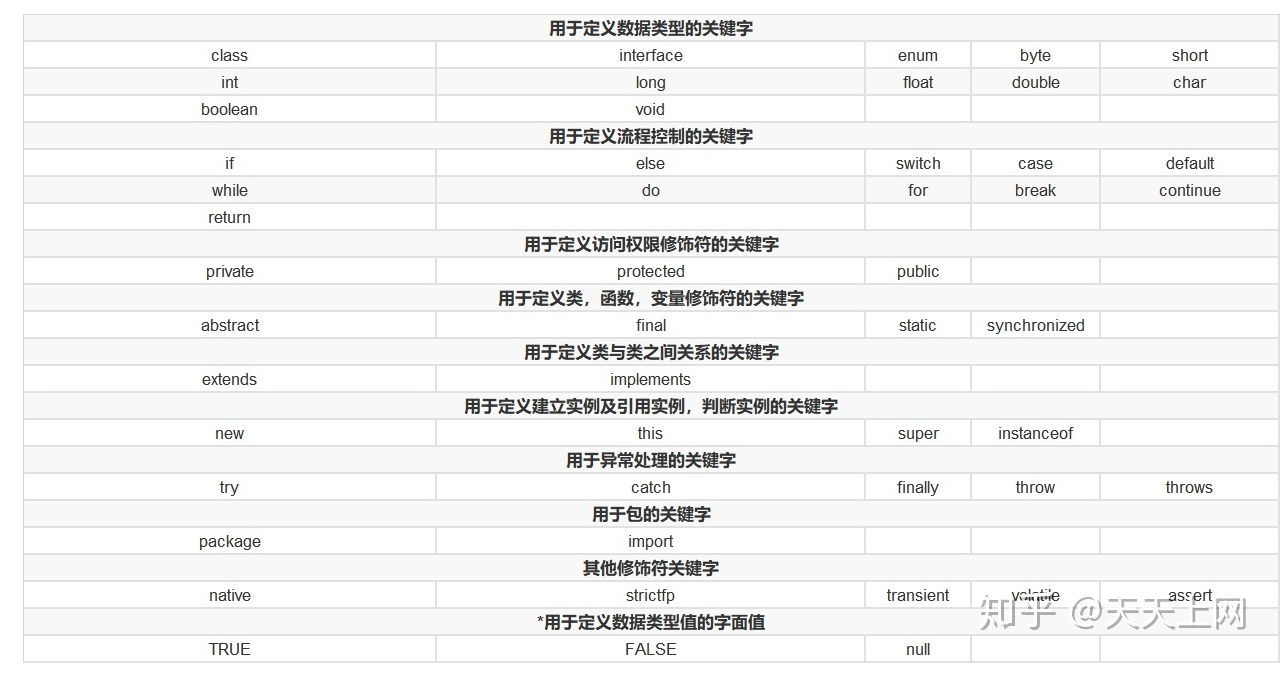 用于定义数据类型的关键字
class interface enum byte short
int long float double char
boolean void
用于定义流程控制的关键字
if else switch case default
while do for break continue
return
用于定义访问权限修饰符的关键字
private protected public
用于定义类，函数，变量修饰符的关键字
abstract final static synchronized
用于定义类与类之间关系的关键字
extends implements
用于定义建立实例及引用实例，判断实例的关键字
new this super instanceof
用于异常处理的关键字
try catch finally throw throws
用于包的关键字
package import
其他修饰符关键字
native strictfp transient volatile assert
*用于定义数据类型值的字面值
TRUE FALSE null
知乎 @天天上网